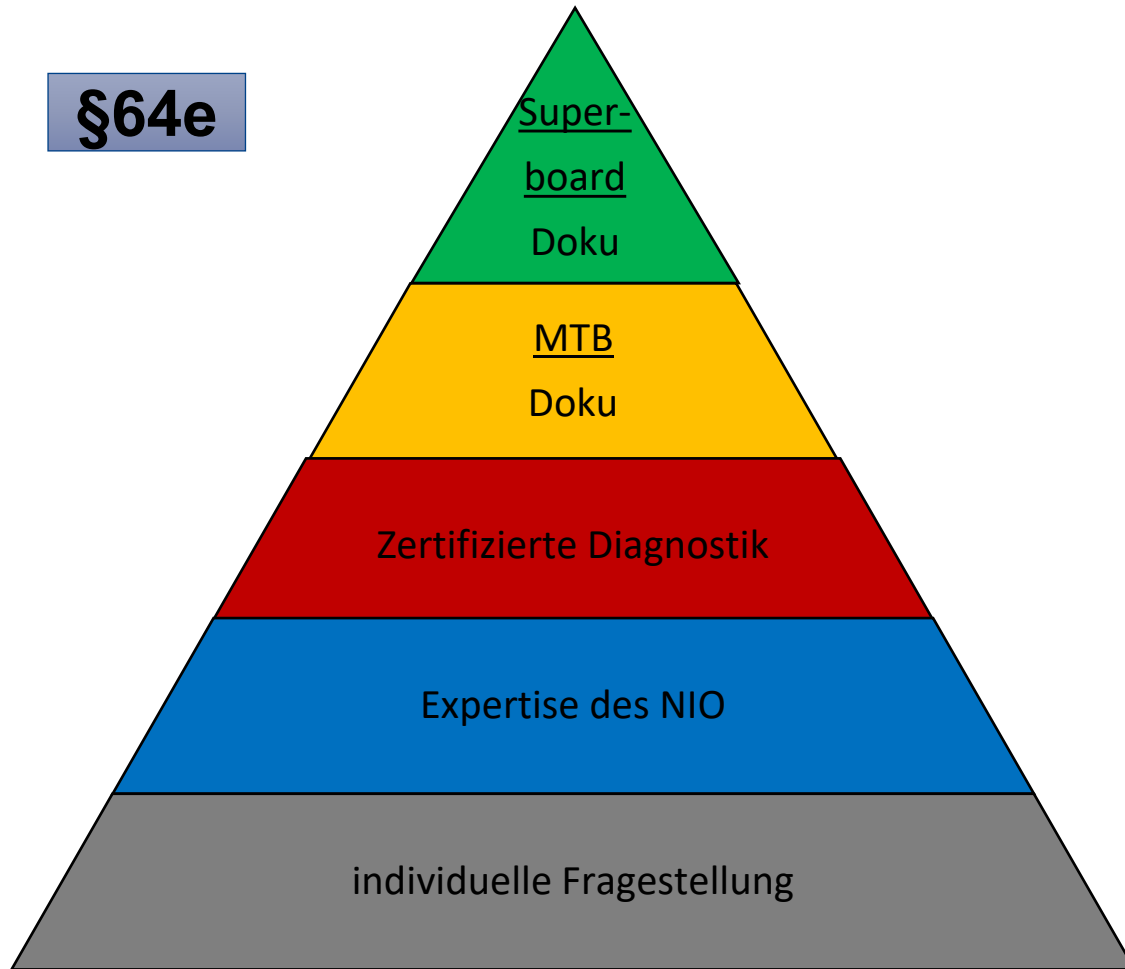 §64e
Super-
board
Doku
MTB
Doku
Zertifizierte Diagnostik
Expertise des NIO
individuelle Fragestellung